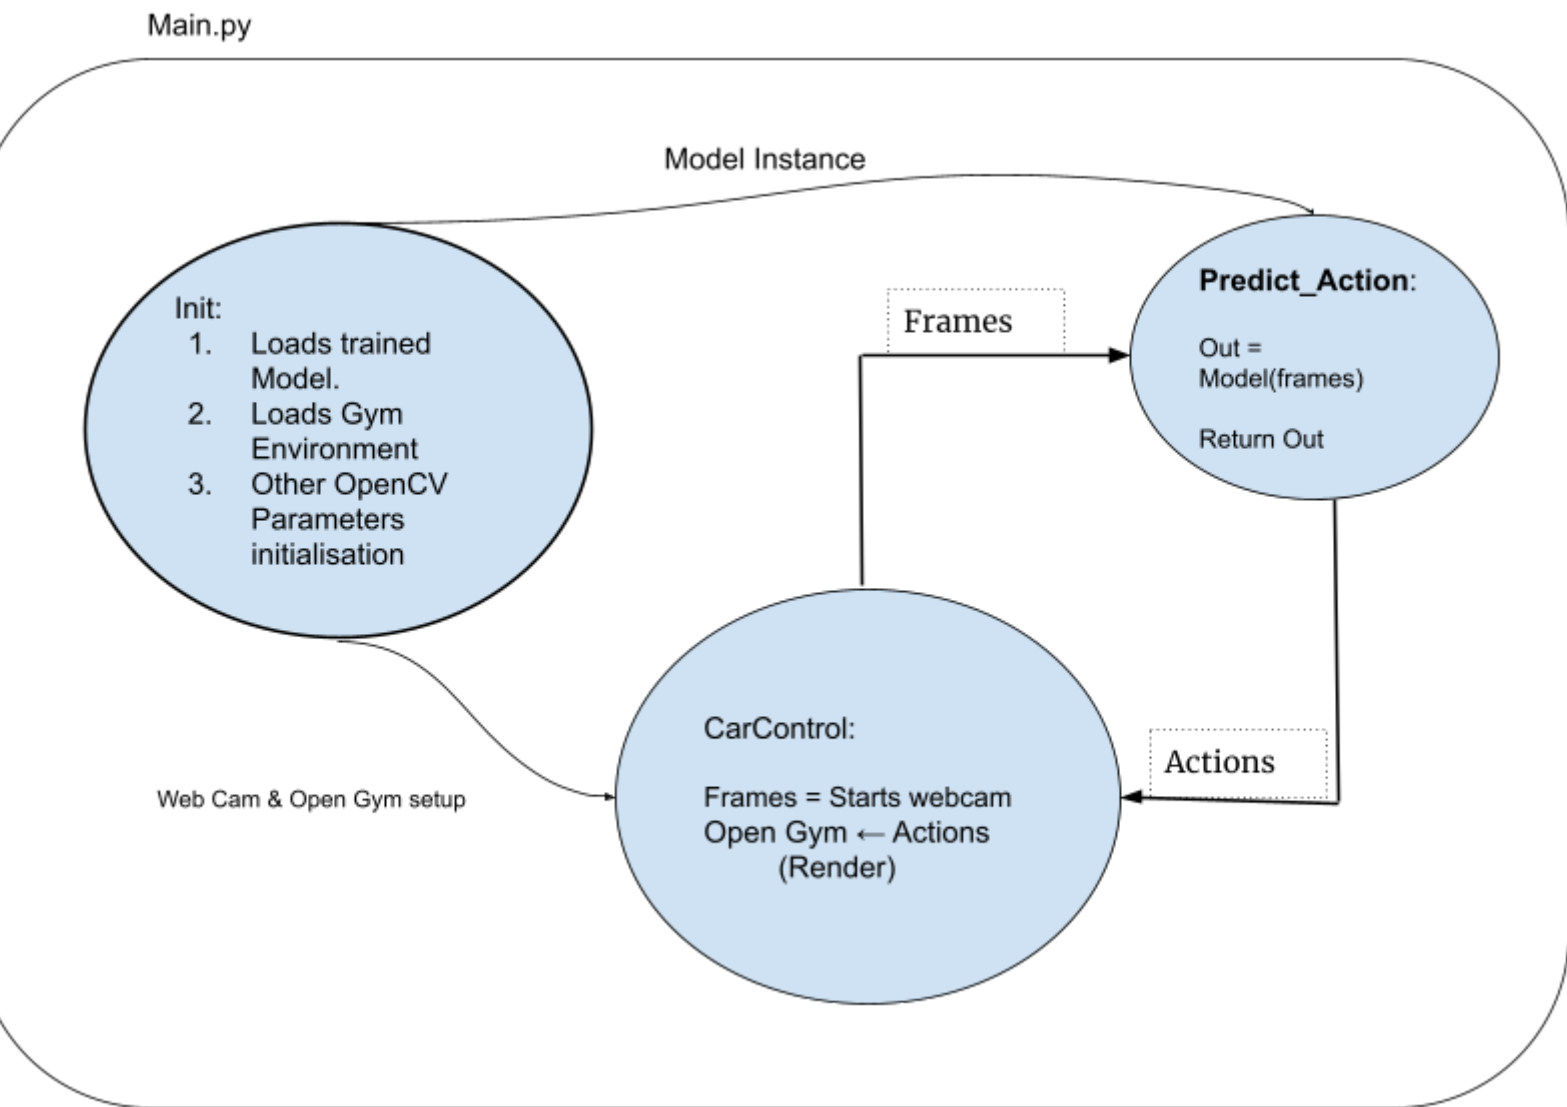 Main.py
Model Instance
Init:
1. Loads trained
Model.
2. Loads Gym
Environment
3. Other OpenCV
Parameters
initialisation
Frames
Predict_Action:
Out =
Model(frames)
Return Out
Web Cam & Open Gym setup
CarControl:
Frames = Starts webcam
Open Gym ← Actions
(Render)
Actions